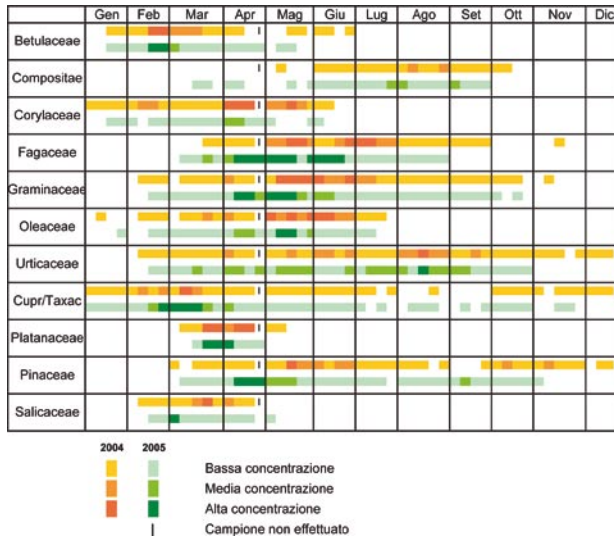 Gen Feb Mar Apr Mag Giu Lug Ago Set Ott Nov Dic
Betulaceae
Compositae
Corylaceae
Fagaceae
Graminaceae
Oleaceae
Urticaceae
Cupr/Taxac
Platanaceae
Pinaceae
Salicaceae
2004 2005
Bassa concentrazione
Media concentrazione
Alta concentrazione
Campione non effettuato